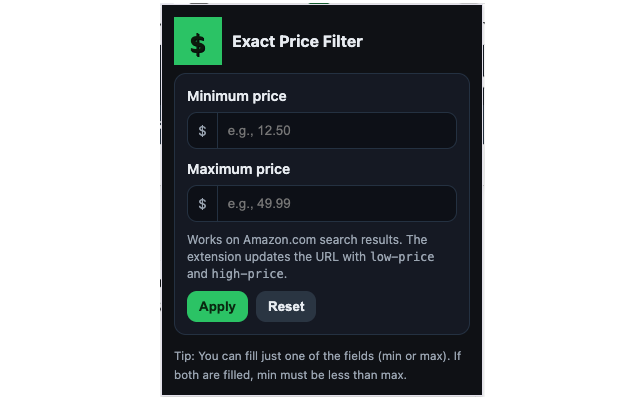 $ Exact Price Filter
Minimum price
$ e.g., 12.50
Maximum price
$ e.g., 49.99
Works on Amazon.com search results. The
extension updates the URL with low-price
and high-price.
Apply Reset
Tip: You can fill just one of the fields (min or max). If
both are filled, min must be less than max.